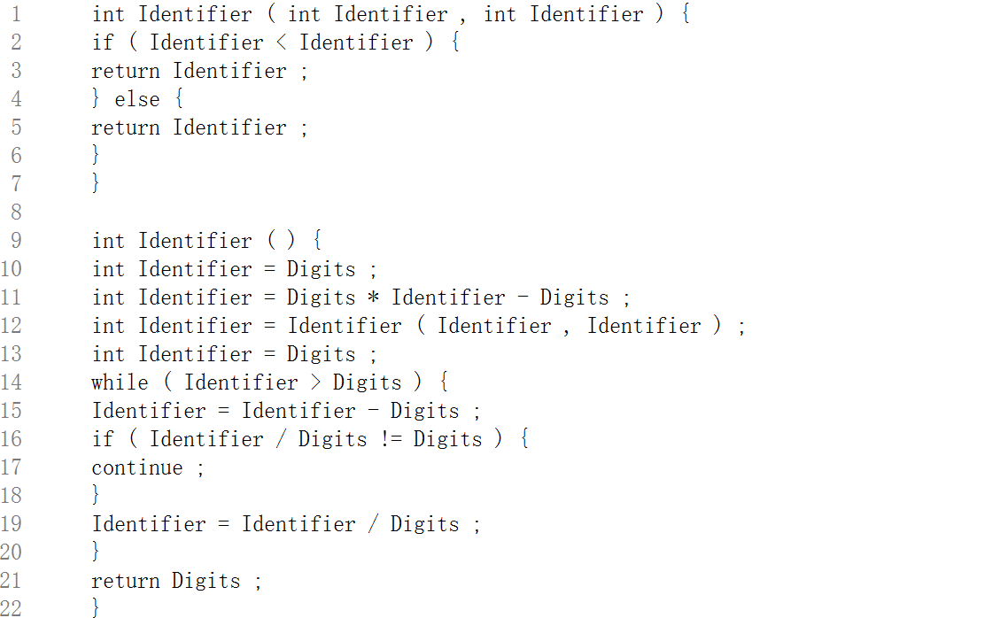 1 int Identifier ( int Identifier , int Identifier ) {
2 if ( Identifier < Identifier ) {
3 return Identifier ;
4 } else {
5 return Identifier ;
6 }
7 }
8
9 int Identifier ( ) {
10 int Identifier = Digits ;
11 int Identifier = Digits * Identifier - Digits ;
12 int Identifier = Identifier ( Identifier , Identifier ) ;
13 int Identifier = Digits ;
14 while ( Identifier > Digits ) {
15 Identifier = Identifier - Digits ;
16 if ( Identifier / Digits != Digits ) {
17 continue ;
18 }
19 Identifier = Identifier / Digits ;
20 }
21 return Digits ;
22 }